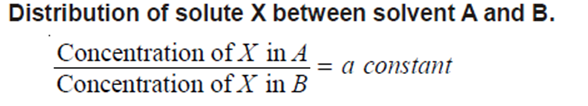 Distribution of solute X between solvent A and B.
Concentration of X in A
Concentration of X in B
= a constant